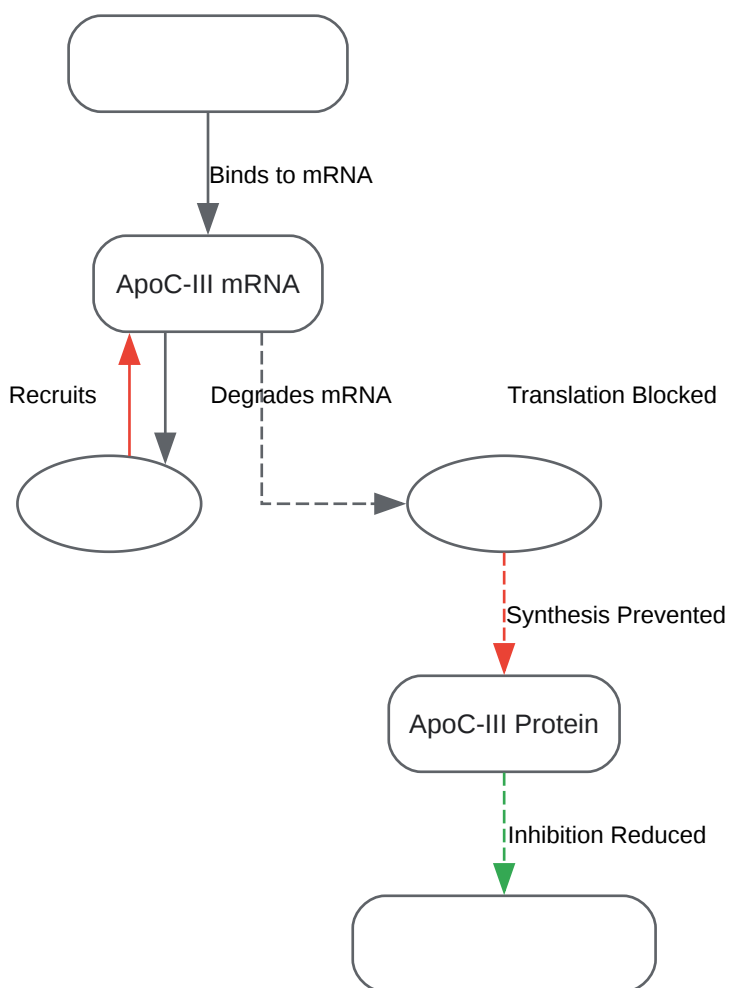 Binds to mRNA
ApoC-III mRNA
Recruits
Degrades mRNA
Translation Blocked
Synthesis Prevented
ApoC-III Protein
Inhibition Reduced